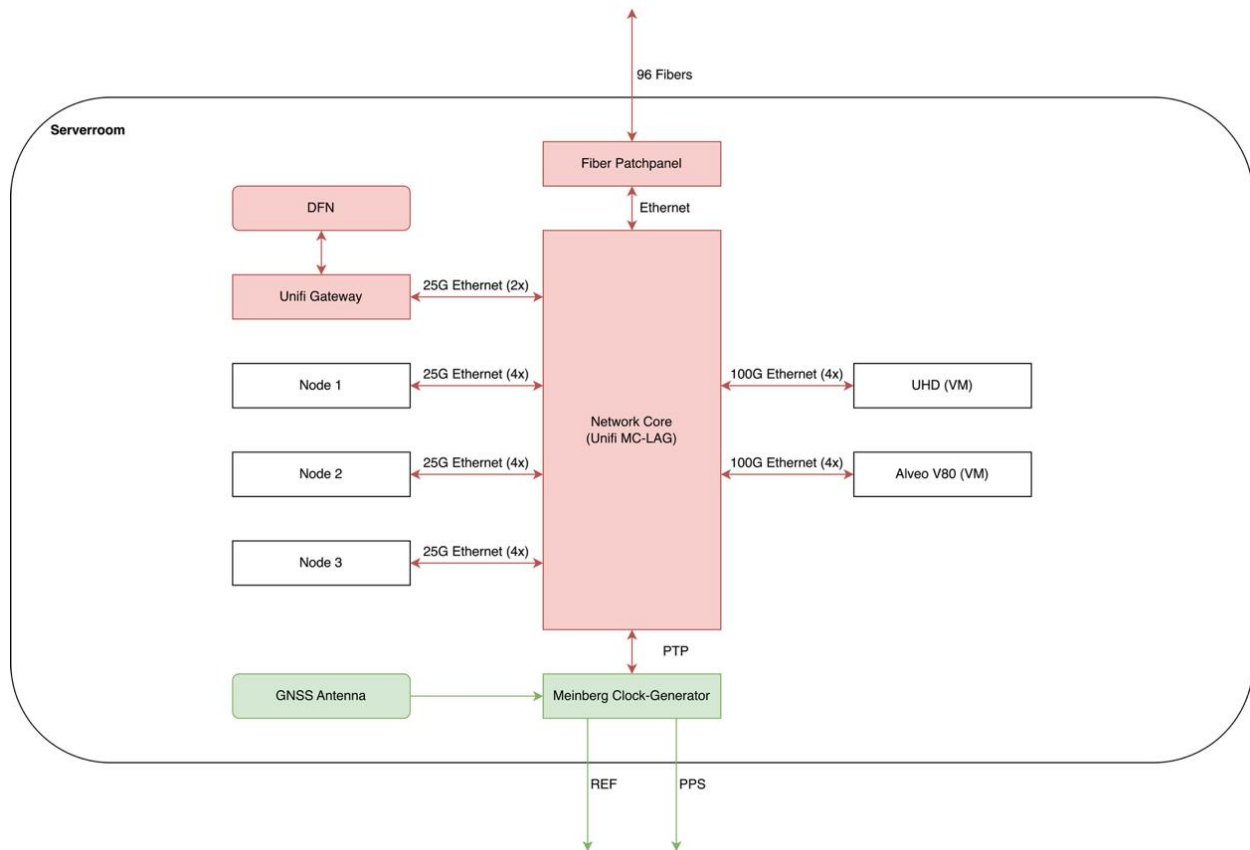 96 Fibers
Serverroom
Fiber Patchpanel
DFN
Ethernet
Unifi Gateway
25G Ethernet (2x)
Node 1
25G Ethernet (4x)
100G Ethernet (4x)
UHD (VM)
Network Core
(Unifi MC-LAG)
Node 2
25G Ethernet (4x)
100G Ethernet (4x)
Alveo V80 (VM)
Node 3
25G Ethernet (4x)
PTP
GNSS Antenna
Meinberg Clock-Generator
REF
PPS